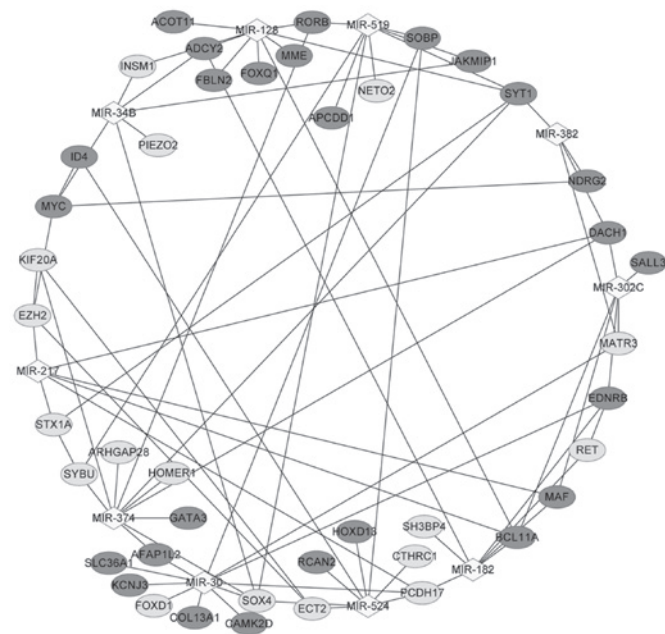 ACOT11
MIR-128
RORB
MIR-519
SOBP
ADCY2
MME
INSM1
FBLN2
FOXQ1
JAKMIP1
NETO2
SYT1
MIR-34B
APCDD1
MIR-382
PIEZO2
ID4
NDRG2
MYC
DACH1
KIF20A
SALL3
MIR-302C
EZH2
MATR3
MIR-217
EDNRB
STX1A
RET
ARHGAP28
SYBU
HOMER1
MAF
MIR-374
GATA3
HOXD13
SH3BP4
BCL11A
AFAP1L2
CTHRC1
SLC36A1
RCAN2
MIR-182
KCNJ3
MIR-30
PCDH17
FOXD1
SOX4
ECT2
MIR-524
COL13A1
CAMK2D